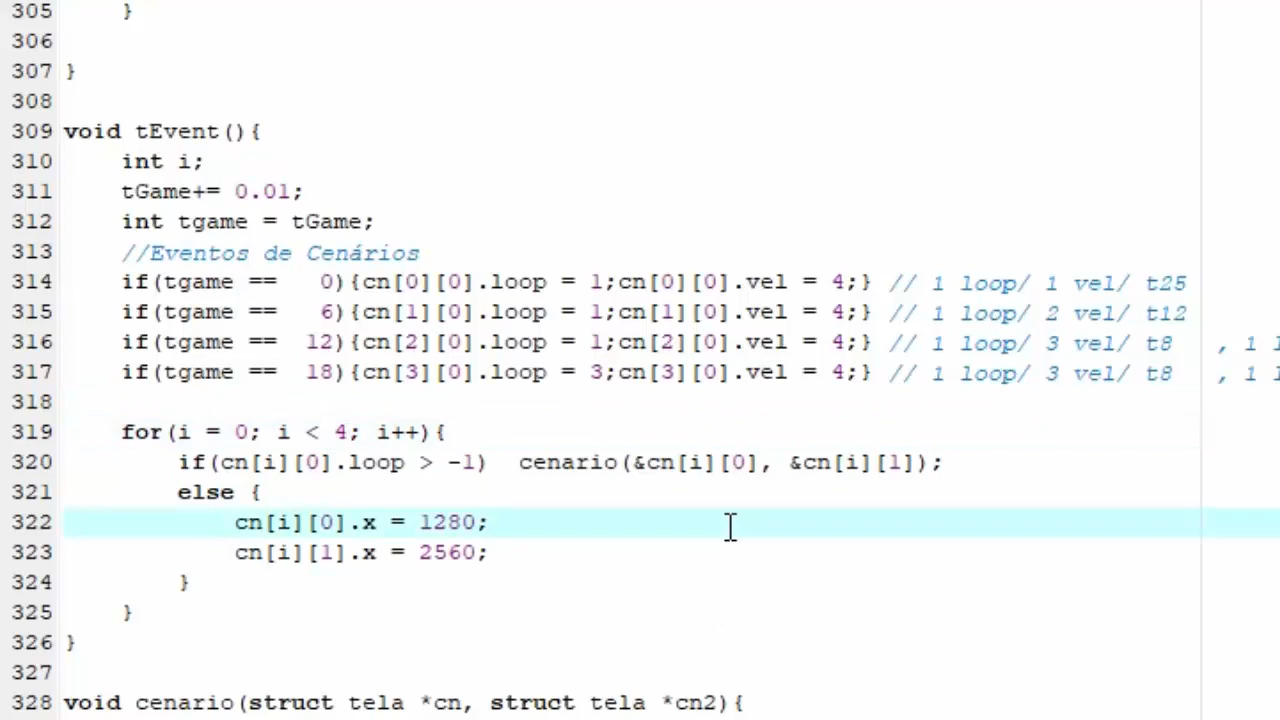 305 }
306
307 }
308
309 void tEvent(){
310 int i;
311 tGame+= 0.01;
312 int tgame = tGame;
313 //Eventos de Cenários
314 if(tgame == 0){cn[0][0].loop = 1;cn[0][0].vel = 4;} // 1 loop/ 1 vel/ t25
315 if(tgame == 6){cn[1][0].loop = 1;cn[1][0].vel = 4;} // 1 loop/ 2 vel/ t12
316 if(tgame == 12){cn[2][0].loop = 1;cn[2][0].vel = 4;} // 1 loop/ 3 vel/ t8 , 1 l
317 if(tgame == 18){cn[3][0].loop = 3;cn[3][0].vel = 4;} // 1 loop/ 3 vel/ t8 , 1 l
318
319 for(i = 0; i < 4; i++){
320 if(cn[i][0].loop > -1) cenario(&cn[i][0], &cn[i][1]);
321 else {
322 cn[i][0].x = 1280;
323 cn[i][1].x = 2560;
324 }
325 }
326 }
327
328 void cenario(struct tela *cn, struct tela *cn2){